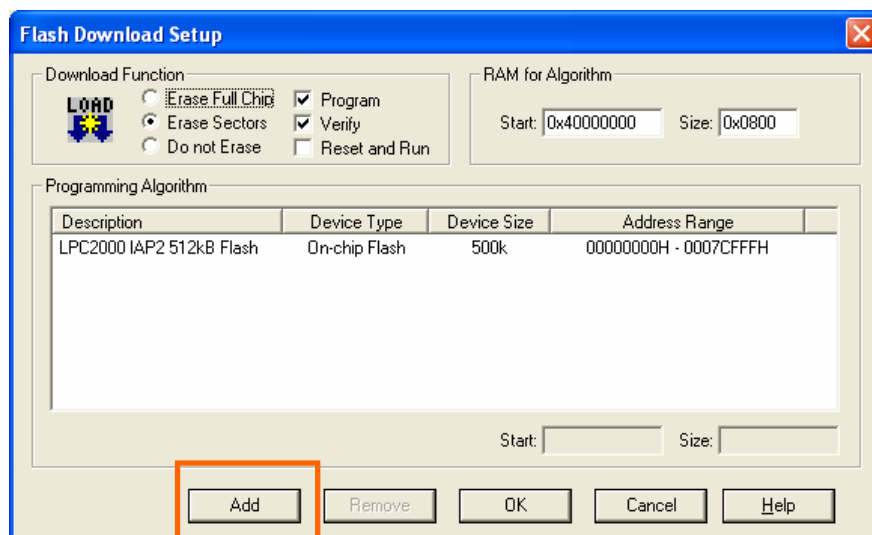 Flash Download Setup
Download Function
LOAD
Erase Full Chip
Erase Sectors
Do not Erase
Program
Verify
Reset and Run
RAM for Algorithm
Start: 0x40000000 Size: 0x0800
Programming Algorithm
Description Device Type Device Size Address Range
LPC2000 IAP2 512kB Flash On-chip Flash 500k 00000000H - 0007CFFFH
Start: Size:
Add Remove OK Cancel Help